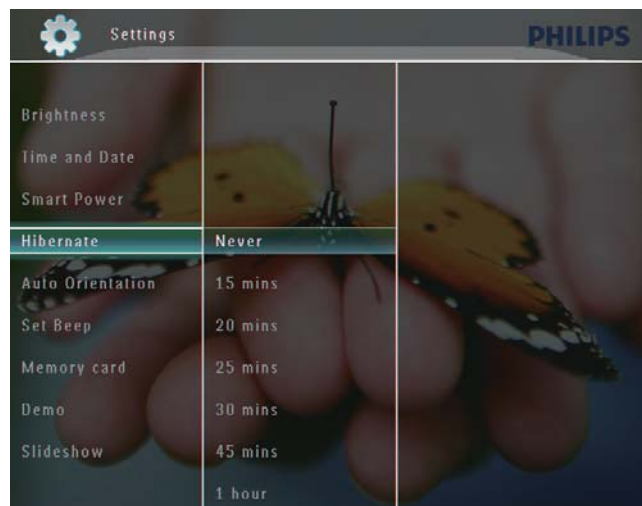 Settings
PHILIPS
Brightness
Time and Date
Smart Power
Hibernate
Auto Orientation
Set Beep
Memory card
Demo
Slideshow
Never
15 mins
20 mins
25 mins
30 mins
45 mins
1 hour